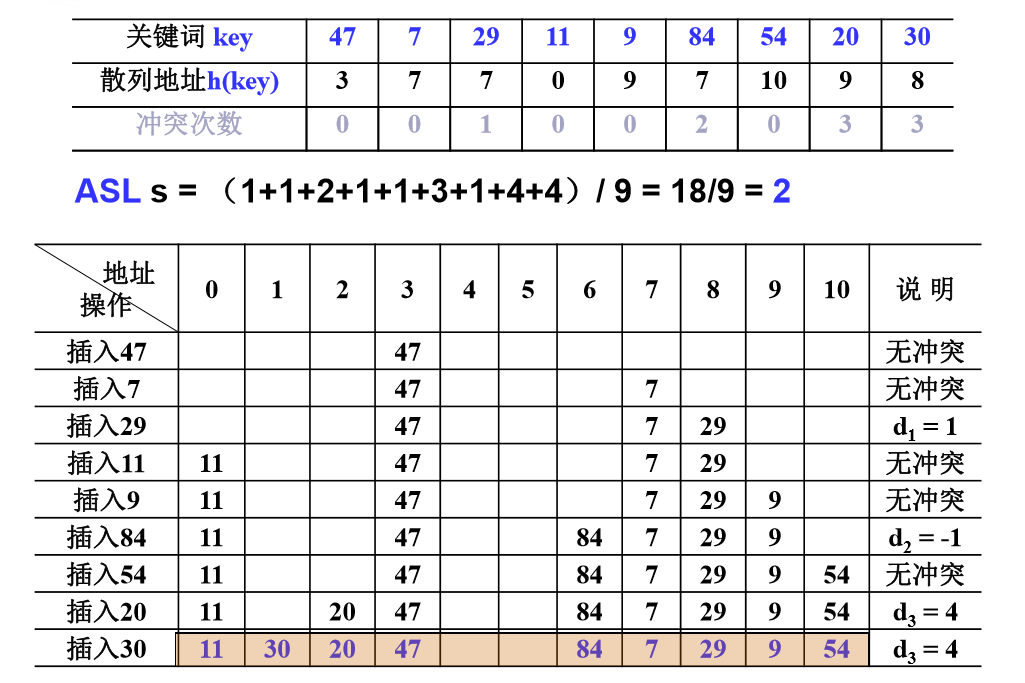 关键词 key 47 7 29 11 9 84 54 20 30
散列地址h(key) 3 7 7 0 9 7 10 9 8
冲突次数 0 0 1 0 0 2 0 3 3
ASL s = （1+1+2+1+1+3+1+4+4）/ 9 = 18/9 = 2
地址 操作 0 1 2 3 4 5 6 7 8 9 10 说 明
插入47 47 无冲突
插入7 47 7 无冲突
插入29 47 7 29 d₁ = 1
插入11 11 47 7 29 无冲突
插入9 11 47 7 29 9 无冲突
插入84 11 47 84 7 29 9 d₂ = -1
插入54 11 47 84 7 29 9 54 无冲突
插入20 11 20 47 84 7 29 9 54 d₃ = 4
插入30 11 30 20 47 84 7 29 9 54 d₃ = 4